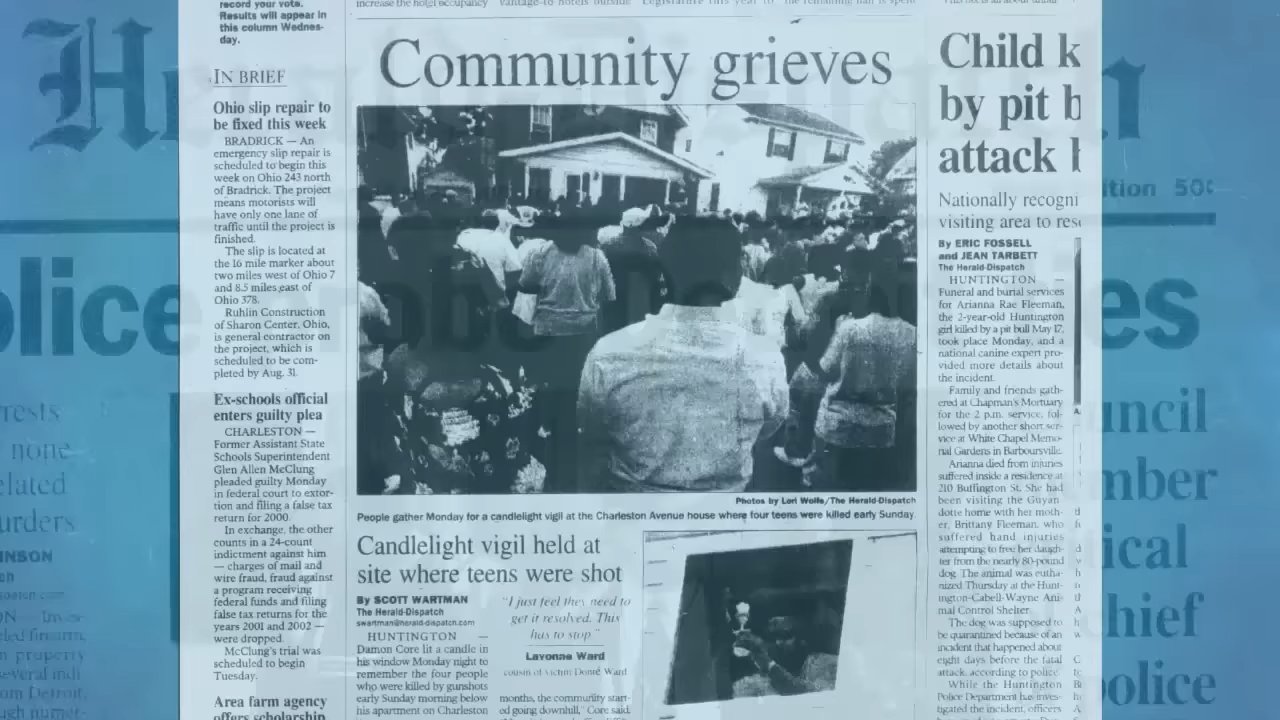 record your vote.
Results will appear in
this column Wednes-
day.
IN BRIEF
Ohio slip repair to
be fixed this week
BRADRICK — An
emergency slip repair is
scheduled to begin this
week on Ohio 243 north
of Bradrick. The project
means motorists will
have only one lane of
traffic until the project is
finished.
The slip is located at
the 16 mile marker about
two miles west of Ohio 7
and 8.5 miles east of
Ohio 378.
Ruhlin Construction
of Sharon Center, Ohio,
is general contractor on
the project, which is
scheduled to be com-
pleted by Aug. 31.
Ex-schools official
enters guilty plea
CHARLESTON —
Former Assistant State
Schools Superintendent
Glen Allen McClung
pleaded guilty Monday
in federal court to extor-
tion and filing a false tax
return for 2000.
In exchange, the other
counts in a 24-count
indictment against him
— charges of mail and
wire fraud, fraud against
a program receiving
federal funds and filing
false tax returns for the
years 2001 and 2002 —
were dropped.
McClung's trial was
scheduled to begin
Tuesday.
Area farm agency
offers scholarship
increase the hotel occupancy
Community grieves
Photos by Lori Wolfe/The Herald-Dispatch
People gather Monday for a candlelight vigil at the Charleston Avenue house where four teens were killed early Sunday
Candlelight vigil held at
site where teens were shot
By SCOTT WARTMAN
The Herald-Dispatch
swartman@herald-dispatch.com
HUNTINGTON —
Damon Core lit a candle in
his window Monday night to
remember the four people
who were killed by gunshots
early Sunday morning below
his apartment on Charleston
"I just feel they need to
get it resolved. This
has to stop."
Lavonne Ward
cousin of victim Donté Ward
months, the community start-
ed going downhill," Core said.
Child k
by pit b
attack
Nationally recogni
visiting area to res
By ERIC FOSSELL
and JEAN TARBETT
The Herald-Dispatch
HUNTINGTON —
Funeral and burial services
for Arianna Rae Fleeman,
the 2-year-old Huntington
girl killed by a pit bull May 17,
took place Monday, and a
national canine expert pro-
vided more details about
the incident.
Family and friends gath-
ered at Chapman's Mortuary
for the 2 p.m. service, fol-
lowed by another short ser-
vice at White Chapel Memo-
rial Gardens in Barboursville.
Arianna died from injuries
suffered inside a residence at
210 Buffington St. She had
been visiting the Guyan-
dotte home with her moth-
er, Brittany Fleeman, who
suffered hand injuries
attempting to free her daugh-
ter from the nearly 80-pound
dog. The animal was eutha-
nized Thursday at the Hunt-
ington-Cabell-Wayne Ani-
mal Control Shelter.
The dog was supposed to
be quarantined because of an
incident that happened about
eight days before the fatal
attack, according to police.
While the Huntington
Police Department has inves-
tigated the incident, officers
50¢
olice
es
rrests
none
elated
urders
INSON
uncil
mber
ical
hief
police